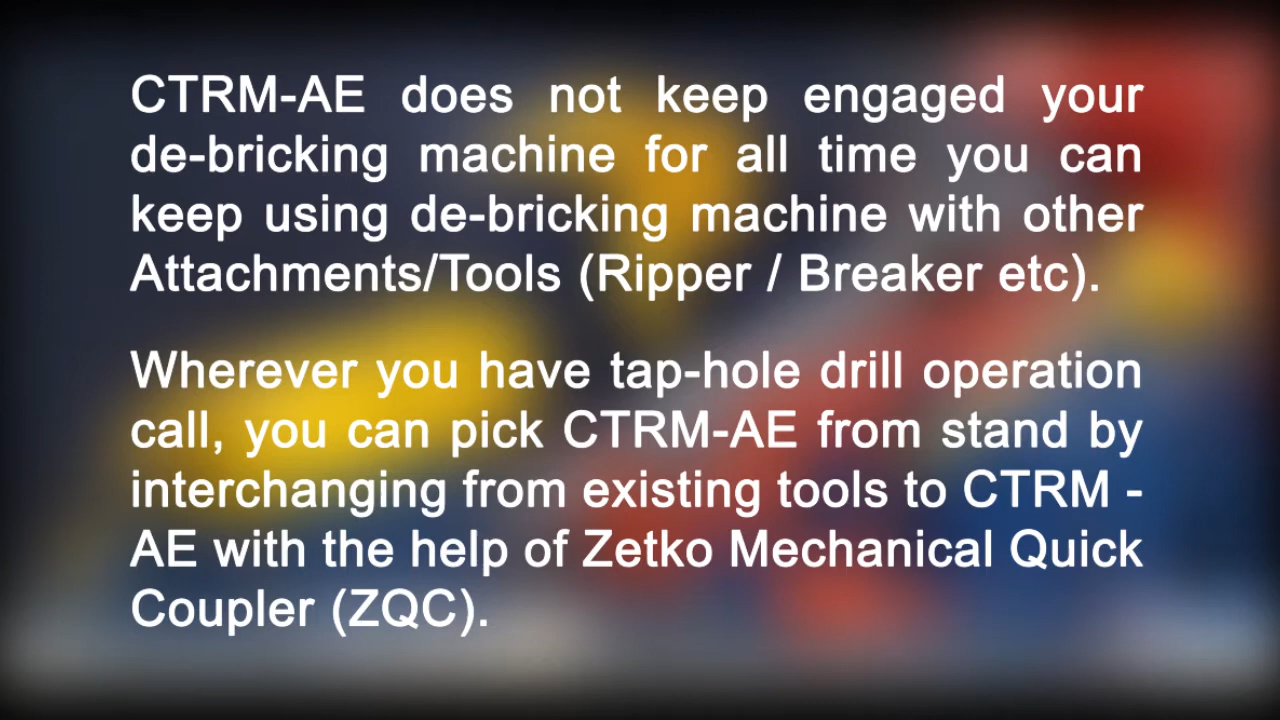 CTRM-AE does not keep engaged your
de-bricking machine for all time you can
keep using de-bricking machine with other
Attachments/Tools (Ripper / Breaker etc).
Wherever you have tap-hole drill operation
call, you can pick CTRM-AE from stand by
interchanging from existing tools to CTRM -
AE with the help of Zetko Mechanical Quick
Coupler (ZQC).